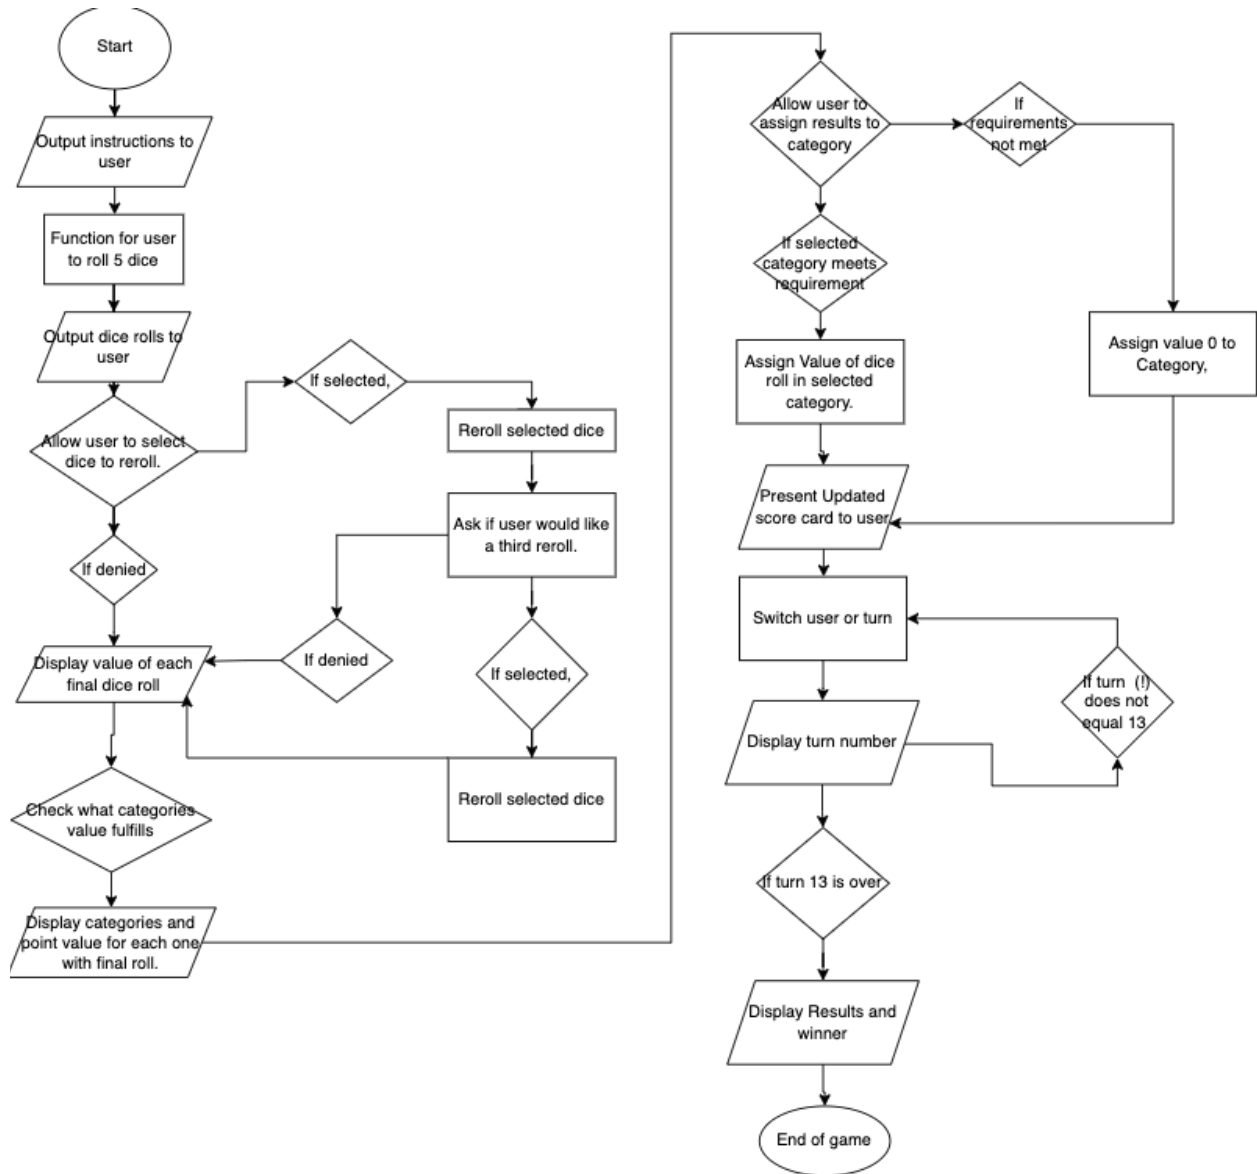 Start
Output instructions to
user
Function for user
to roll 5 dice
Output dice rolls to
user
Allow user to select
dice to reroll.
If denied
If selected,
Reroll selected dice
Ask if user would like
a third reroll.
If denied
If selected,
Reroll selected dice
Display value of each
final dice roll
Check what categories
value fulfills
Display categories and
point value for each one
with final roll.
Allow user to
assign results to
category
If
requirements
not met
If selected
category meets
requirement
Assign Value of dice
roll in selected
category.
Assign value 0 to
Category,
Present Updated
score card to user
Switch user or turn
Display turn number
If turn (!)
does not
equal 13
If turn 13 is over
Display Results and
winner
End of game